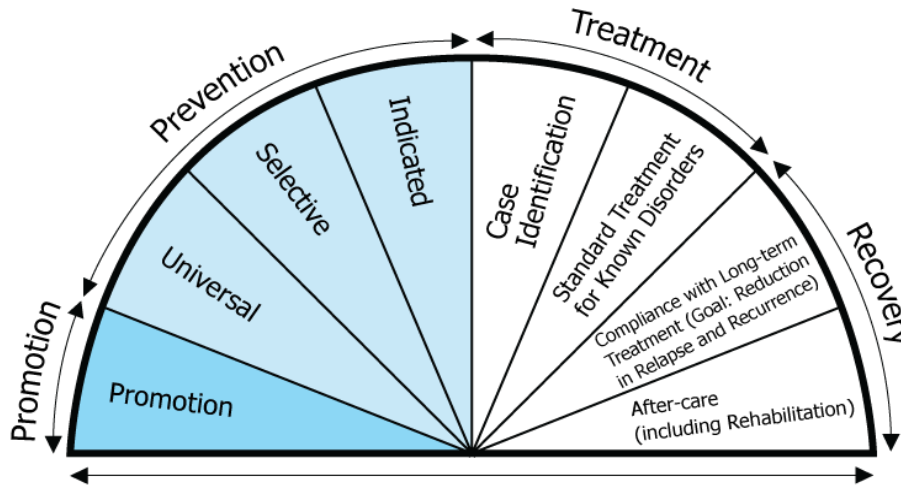 Promotion
Prevention
Treatment
Recovery
Promotion
Universal
Selective
Indicated
Case
Identification
Standard Treatment
for Known Disorders
Compliance with Long-term
Treatment (Goal: Reduction
in Relapse and Recurrence)
After-care
(including Rehabilitation)